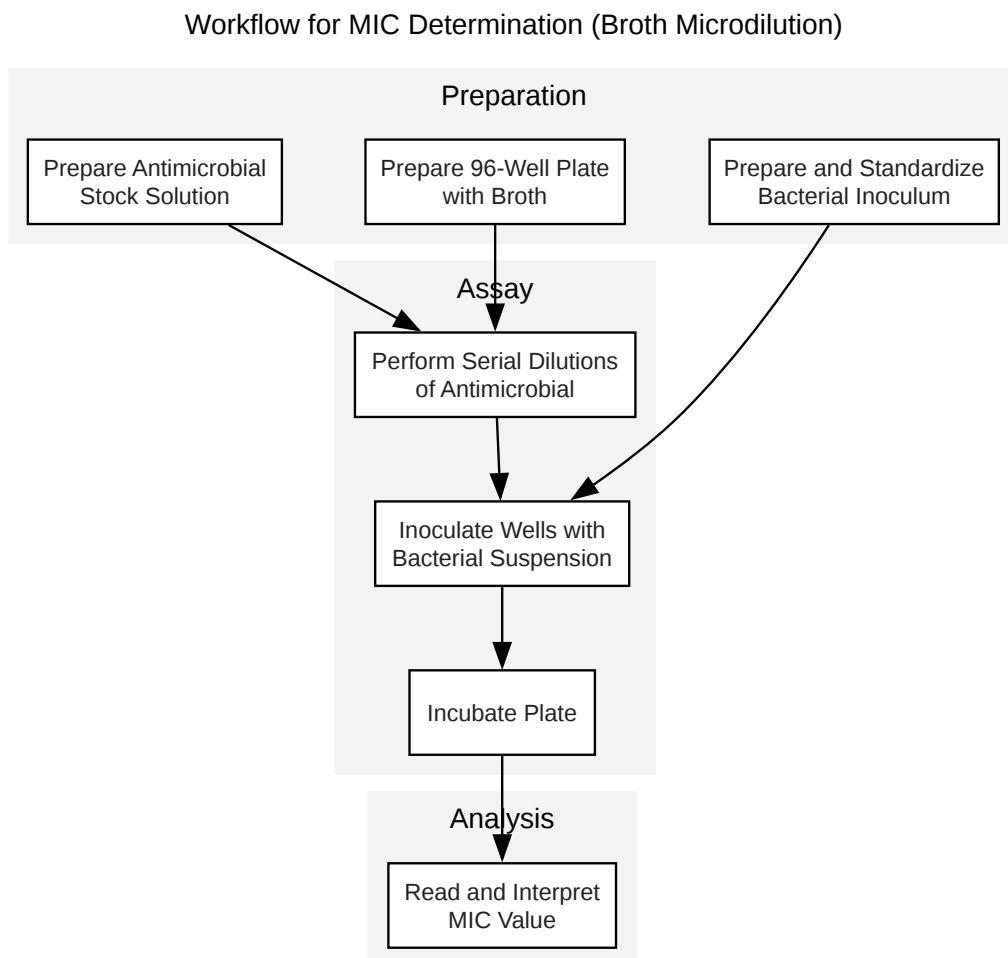 Workflow for MIC Determination (Broth Microdilution)
Preparation
Prepare Antimicrobial
Stock Solution
Prepare 96-Well Plate
with Broth
Prepare and Standardize
Bacterial Inoculum
Assay
Perform Serial Dilutions
of Antimicrobial
Inoculate Wells with
Bacterial Suspension
Incubate Plate
Analysis
Read and Interpret
MIC Value